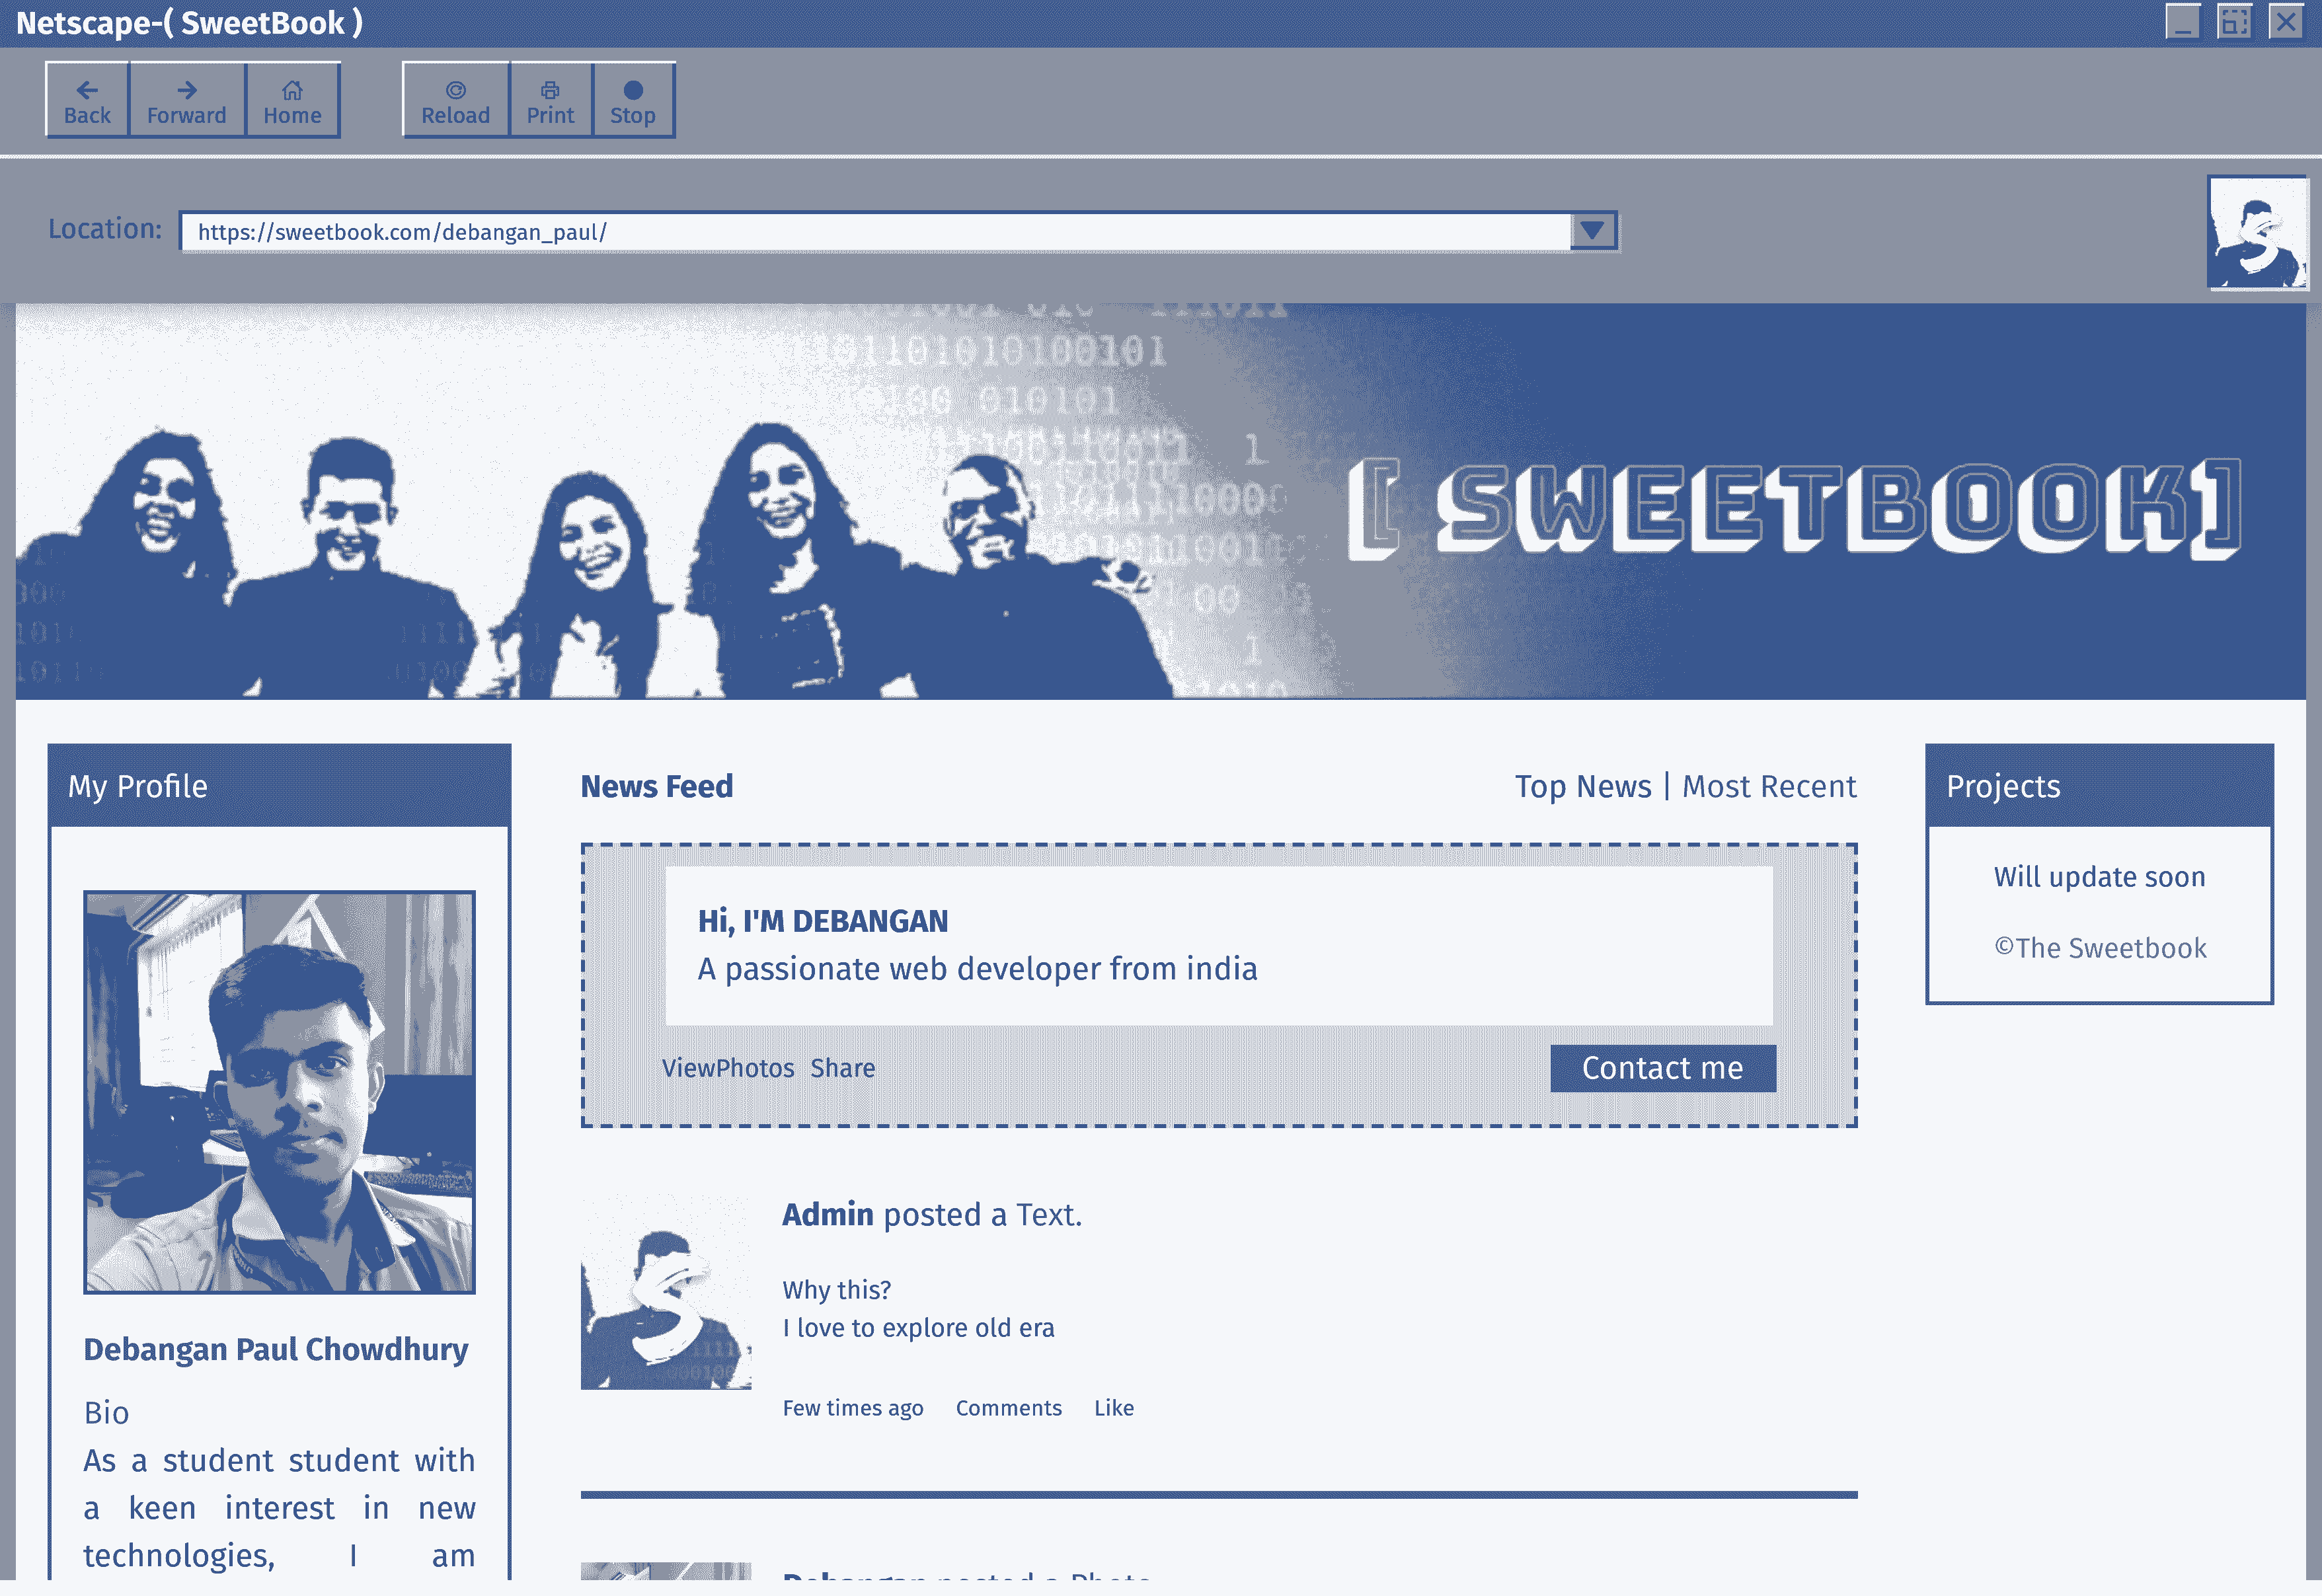 Netscape-( SweetBook )
Back Forward Home Reload Print Stop
Location: https://sweetbook.com/debangan_paul/
[ SWEETBOOK]
My Profile
Debangan Paul Chowdhury
Bio
As a student student with
a keen interest in new
technologies, I am
News Feed
Top News | Most Recent
Hi, I'M DEBANGAN
A passionate web developer from india
ViewPhotos Share
Contact me
Admin posted a Text.
Why this?
I love to explore old era
Few times ago Comments Like
Debangan posted a Photo
Projects
Will update soon
©The Sweetbook